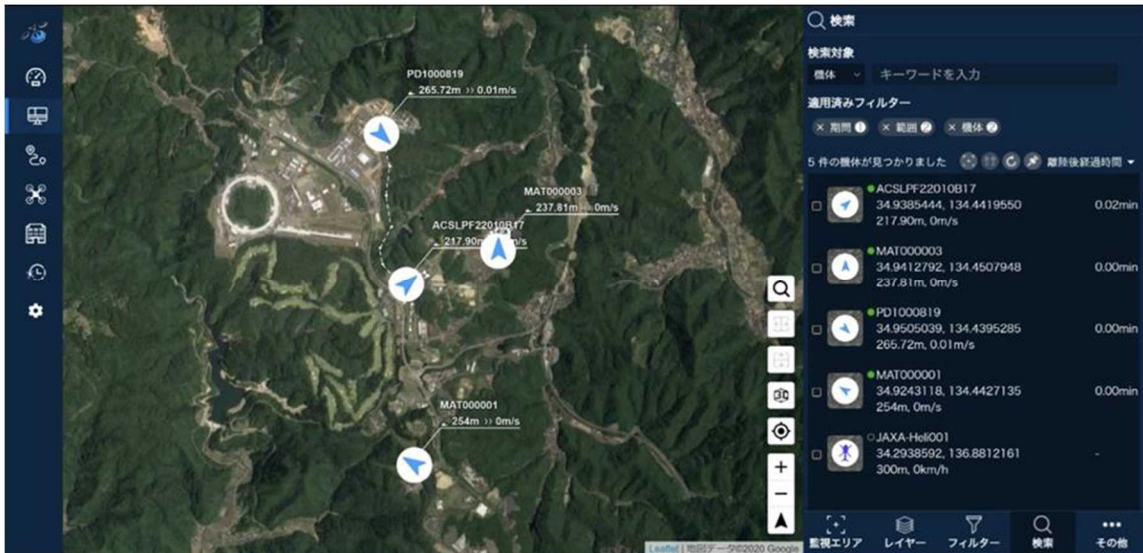 PD1000819
265.72m ›› 0.01m/s
MAT000003
237.81m ›› 0m/s
ACSLPF22010B17
217.90m
MAT000001
254m ›› 0m/s
Leaflet | 地図データ©2020 Google
検索
検索対象
機体 キーワードを入力
適用済みフィルター
× 期間 1 × 範囲 2 × 機体 2
5 件の機体が見つかりました 離陸後経過時間
ACSLPF22010B17
34.9385444, 134.4419550 0.02min
217.90m, 0m/s
MAT000003
34.9412792, 134.4507948 0.00min
237.81m, 0m/s
PD1000819
34.9505039, 134.4395285 0.00min
265.72m, 0.01m/s
MAT000001
34.9243118, 134.4427135 0.00min
254m, 0m/s
JAXA-Heli001
34.2938592, 136.8812161 -
300m, 0km/h
監視エリア レイヤー フィルター 検索 その他